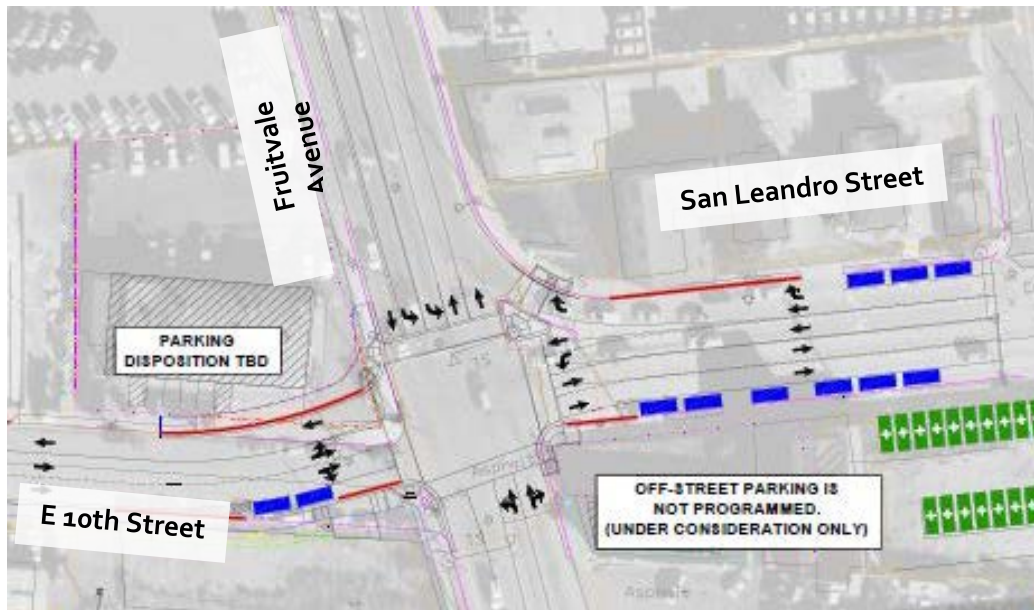 Fruitvale
Avenue
San Leandro Street
PARKING
DISPOSITION TBD
OFF-STREET PARKING IS
NOT PROGRAMMED.
(UNDER CONSIDERATION ONLY)
E 10th Street